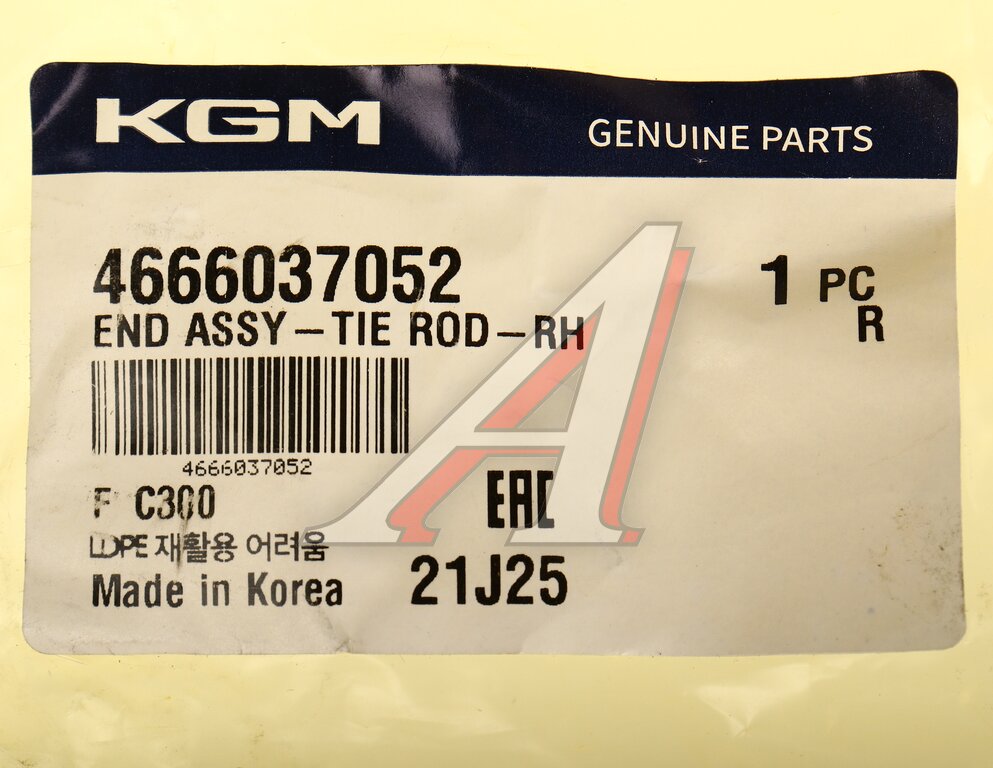 KGM GENUINE PARTS
4666037052 1 PC
END ASSY-TIE ROD-RH R
4666037052
F C300 EAC
LDPE 재활용 어려움
Made in Korea 21J25